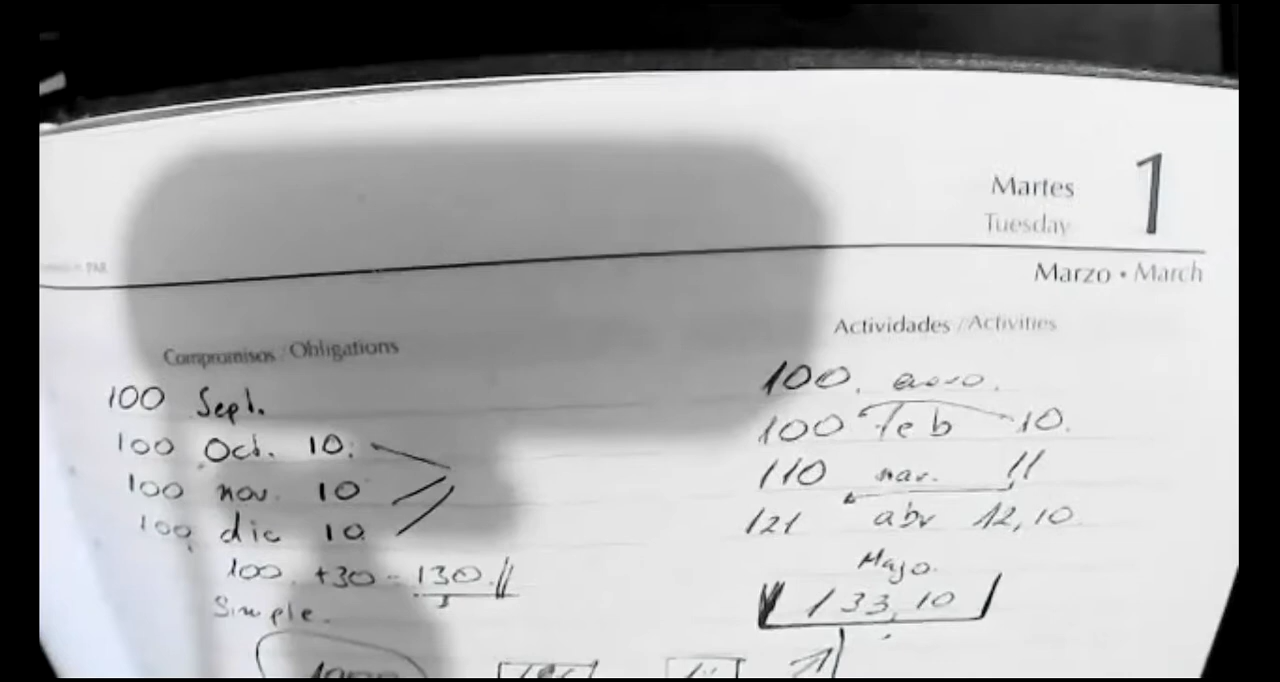 Martes 1
Tuesday
Marzo • March
Compromisos / Obligations
100 Sept.
100 Oct. 10.
100 nov. 10
100 dic 10
100 +30 = 130 //
Simple.
Actividades / Activities
100. enero.
100 feb 10.
110 mar. 11
121 abr 12,10
Mayo.
133,10